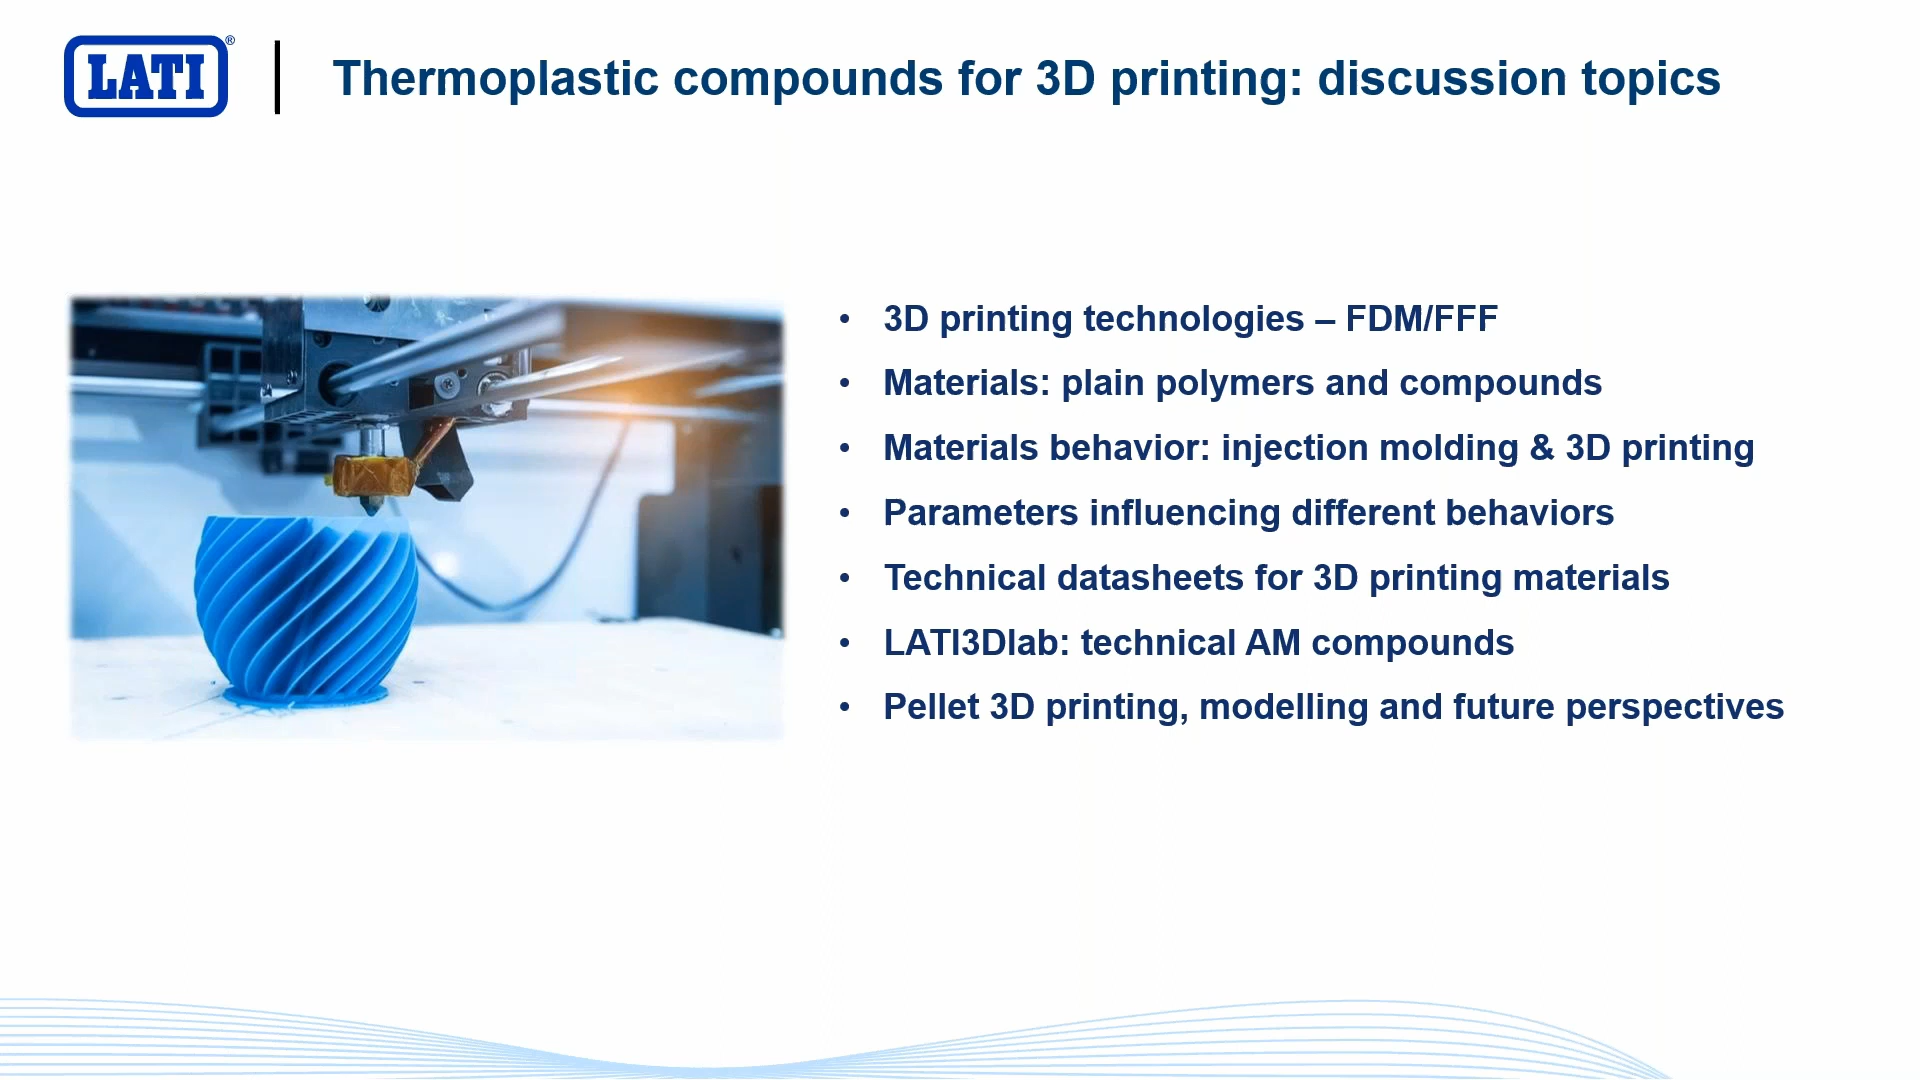 LATI®
Thermoplastic compounds for 3D printing: discussion topics
• 3D printing technologies – FDM/FFF
• Materials: plain polymers and compounds
• Materials behavior: injection molding & 3D printing
• Parameters influencing different behaviors
• Technical datasheets for 3D printing materials
• LATI3Dlab: technical AM compounds
• Pellet 3D printing, modelling and future perspectives